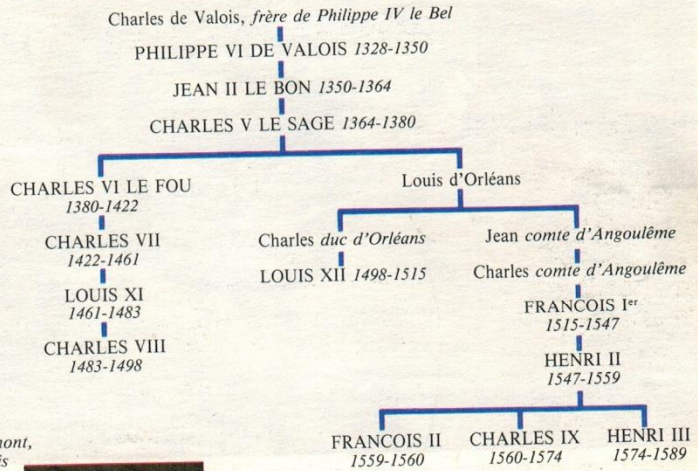 Charles de Valois, frère de Philippe IV le Bel
PHILIPPE VI DE VALOIS 1328-1350
JEAN II LE BON 1350-1364
CHARLES V LE SAGE 1364-1380
CHARLES VI LE FOU
1380-1422
Louis d'Orléans
CHARLES VII
1422-1461
Charles duc d'Orléans
Jean comte d'Angoulême
LOUIS XI
1461-1483
LOUIS XII 1498-1515
Charles comte d'Angoulême
CHARLES VIII
1483-1498
FRANCOIS Ier
1515-1547
HENRI II
1547-1559
FRANCOIS II
1559-1560
CHARLES IX
1560-1574
HENRI III
1574-1589